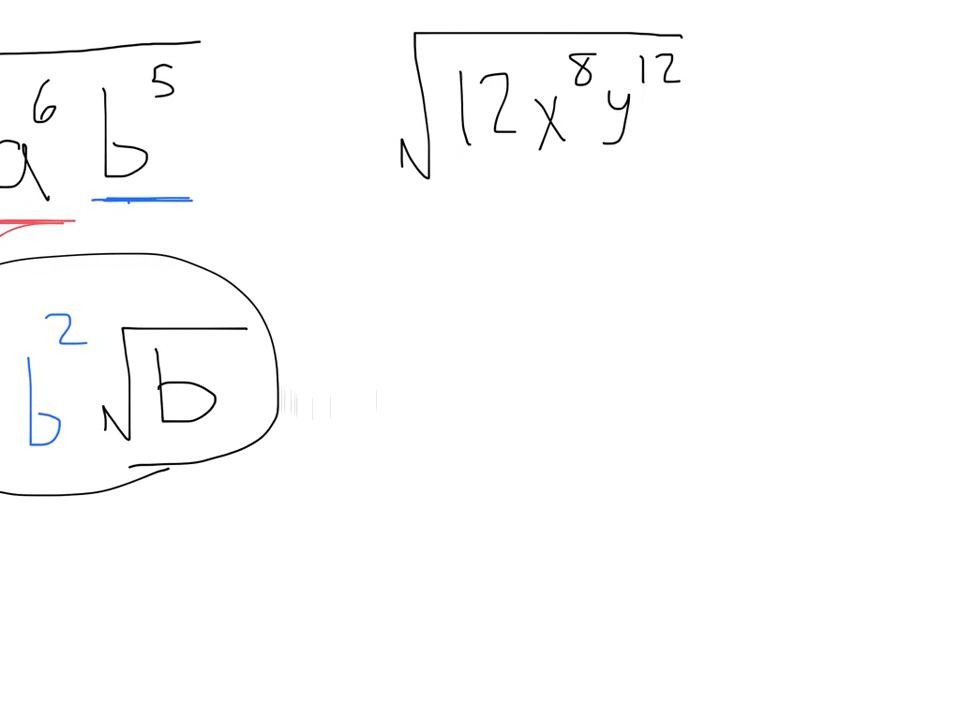 a⁶ b⁵
√12x⁸y¹²
b² √b